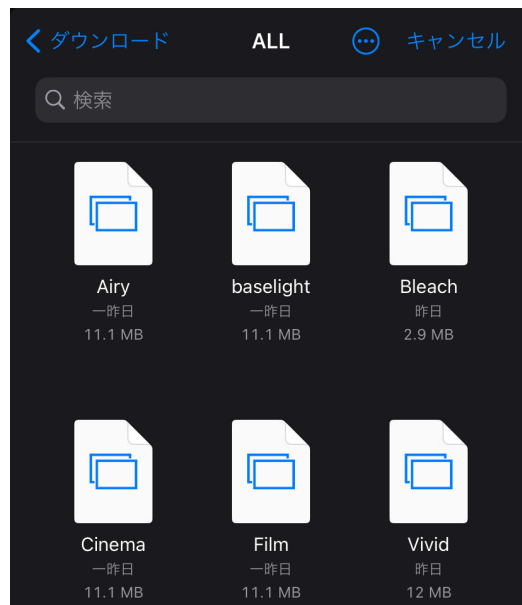 ダウンロード ALL キャンセル
検索
Airy baselight Bleach
一昨日 一昨日 昨日
11.1 MB 11.1 MB 2.9 MB
Cinema Film Vivid
一昨日 一昨日 昨日
11.1 MB 11.1 MB 12 MB